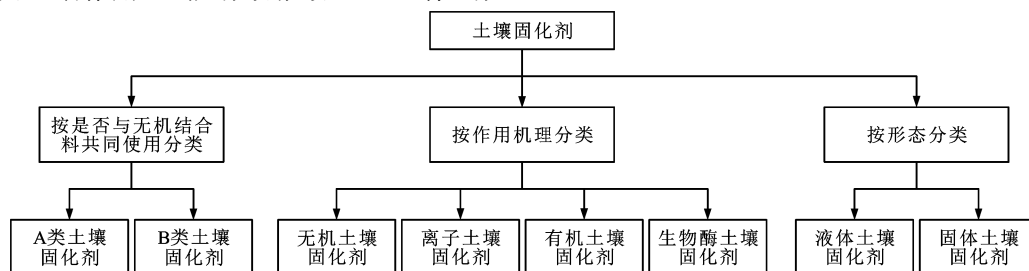 土壤固化剂
按是否与无机结合
料共同使用分类
按作用机理分类
按形态分类
A类土壤
固化剂
B类土壤
固化剂
无机土壤
固化剂
离子土壤
固化剂
有机土壤
固化剂
生物酶土壤
固化剂
液体土壤
固化剂
固体土壤
固化剂